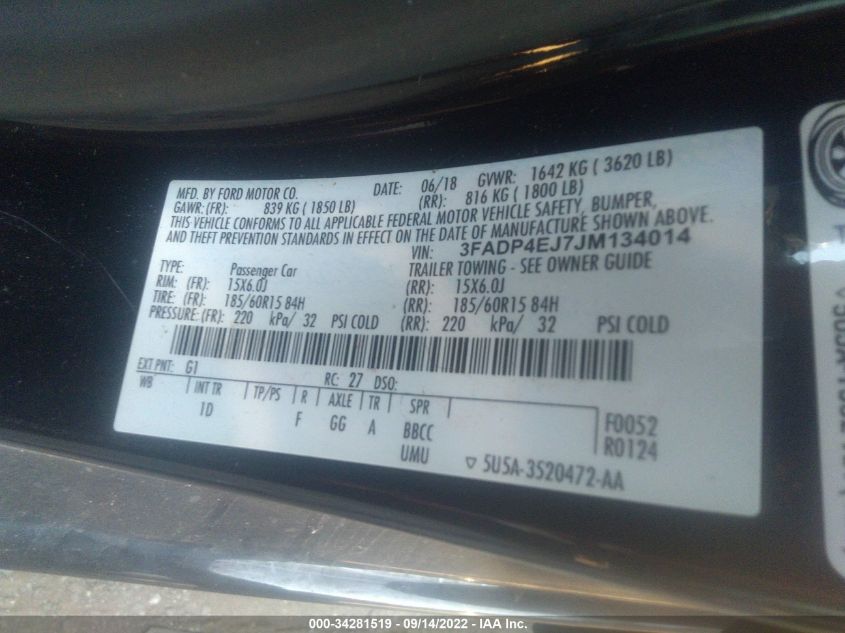 MFD. BY FORD MOTOR CO. DATE: 06/18 GVWR: 1642 KG ( 3620 LB)
GAWR: (FR): 839 KG ( 1850 LB) (RR): 816 KG ( 1800 LB)
THIS VEHICLE CONFORMS TO ALL APPLICABLE FEDERAL MOTOR VEHICLE SAFETY, BUMPER,
AND THEFT PREVENTION STANDARDS IN EFFECT ON THE DATE OF MANUFACTURE SHOWN ABOVE.
VIN: 3FADP4EJ7JM134014
TYPE: Passenger Car TRAILER TOWING - SEE OWNER GUIDE
RIM: (FR): 15X6.0J (RR): 15X6.0J
TIRE: (FR): 185/60R15 84H (RR): 185/60R15 84H
PRESSURE: (FR): 220 kPa/ 32 PSI COLD (RR): 220 kPa/ 32 PSI COLD
EXT PNT: G1 RC: 27 DSO:
WB INT TR TP/PS R AXLE TR SPR
1D F GG A BBCC F0052
UMU R0124
▽ 5U5A-3520472-AA
000-34281519 - 09/14/2022 - IAA Inc.